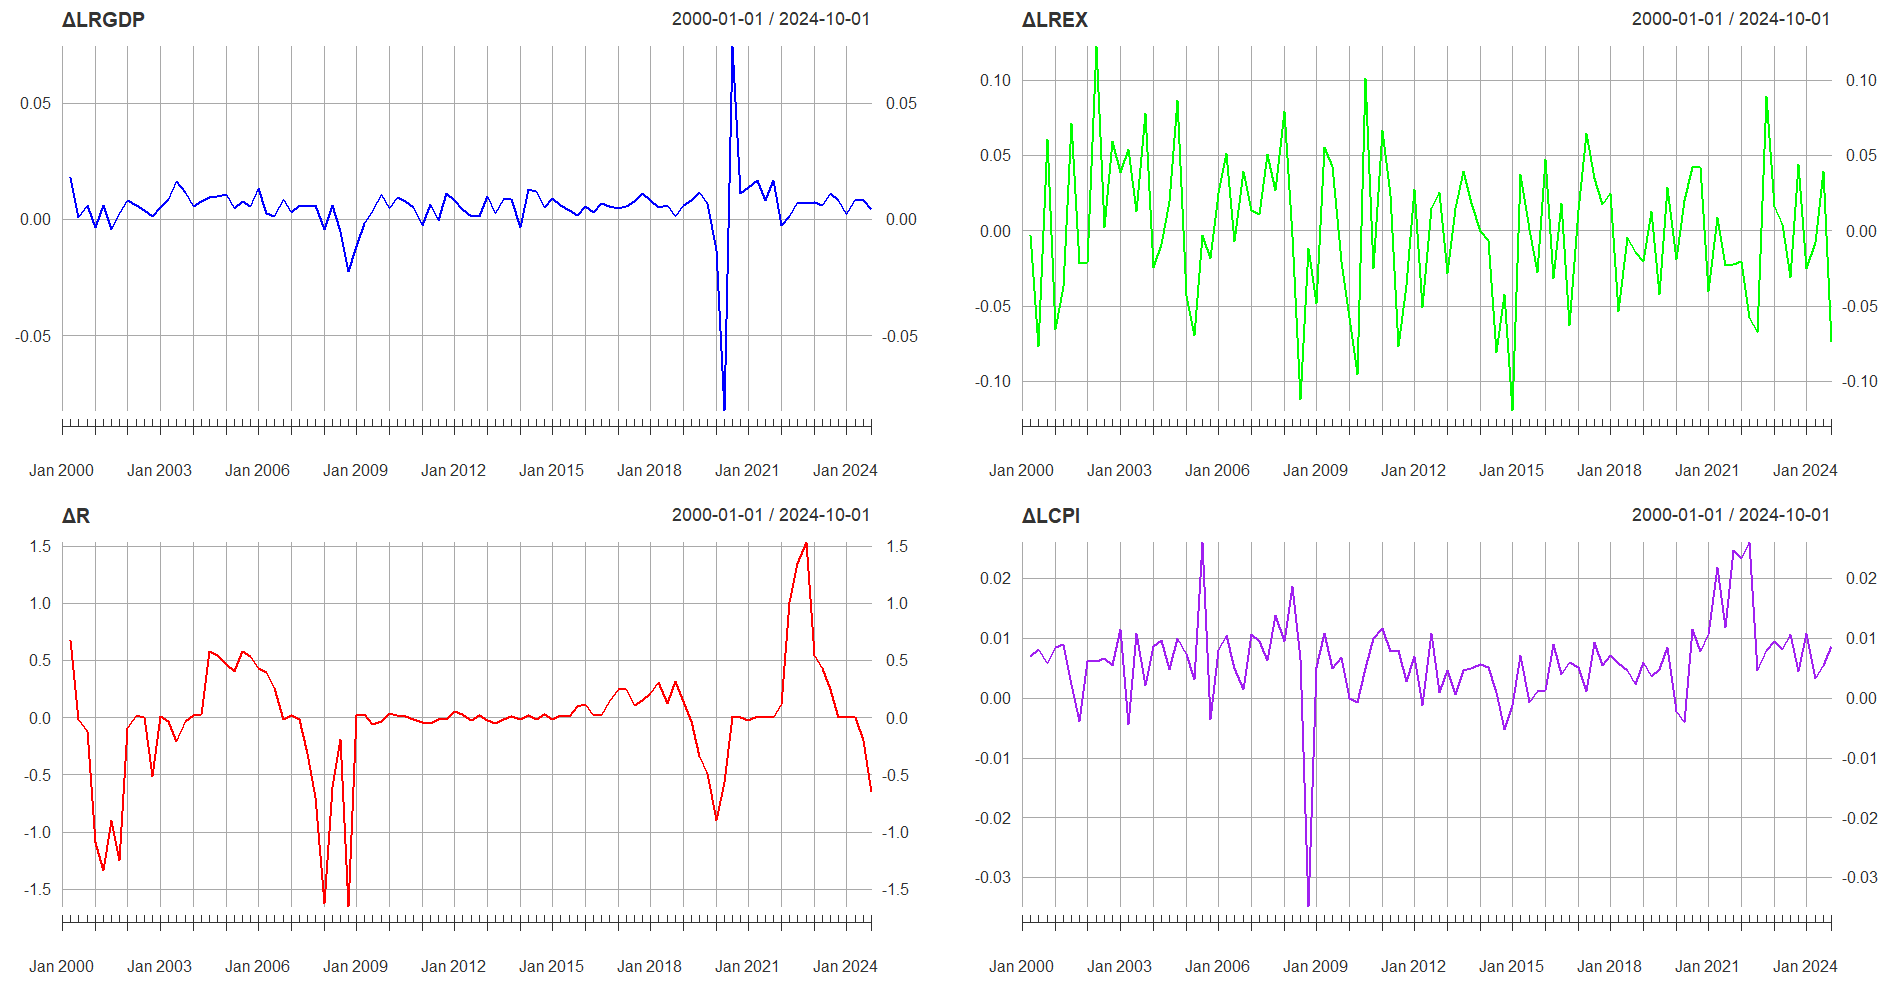 ΔLRGDP 2000-01-01 / 2024-10-01
0.05 0.05
0.00 0.00
-0.05 -0.05
Jan 2000 Jan 2003 Jan 2006 Jan 2009 Jan 2012 Jan 2015 Jan 2018 Jan 2021 Jan 2024
ΔLREX 2000-01-01 / 2024-10-01
0.10 0.10
0.05 0.05
0.00 0.00
-0.05 -0.05
-0.10 -0.10
Jan 2000 Jan 2003 Jan 2006 Jan 2009 Jan 2012 Jan 2015 Jan 2018 Jan 2021 Jan 2024
ΔR 2000-01-01 / 2024-10-01
1.5 1.5
1.0 1.0
0.5 0.5
0.0 0.0
-0.5 -0.5
-1.0 -1.0
-1.5 -1.5
Jan 2000 Jan 2003 Jan 2006 Jan 2009 Jan 2012 Jan 2015 Jan 2018 Jan 2021 Jan 2024
ΔLCPI 2000-01-01 / 2024-10-01
0.02 0.02
0.01 0.01
0.00 0.00
-0.01 -0.01
-0.02 -0.02
-0.03 -0.03
Jan 2000 Jan 2003 Jan 2006 Jan 2009 Jan 2012 Jan 2015 Jan 2018 Jan 2021 Jan 2024